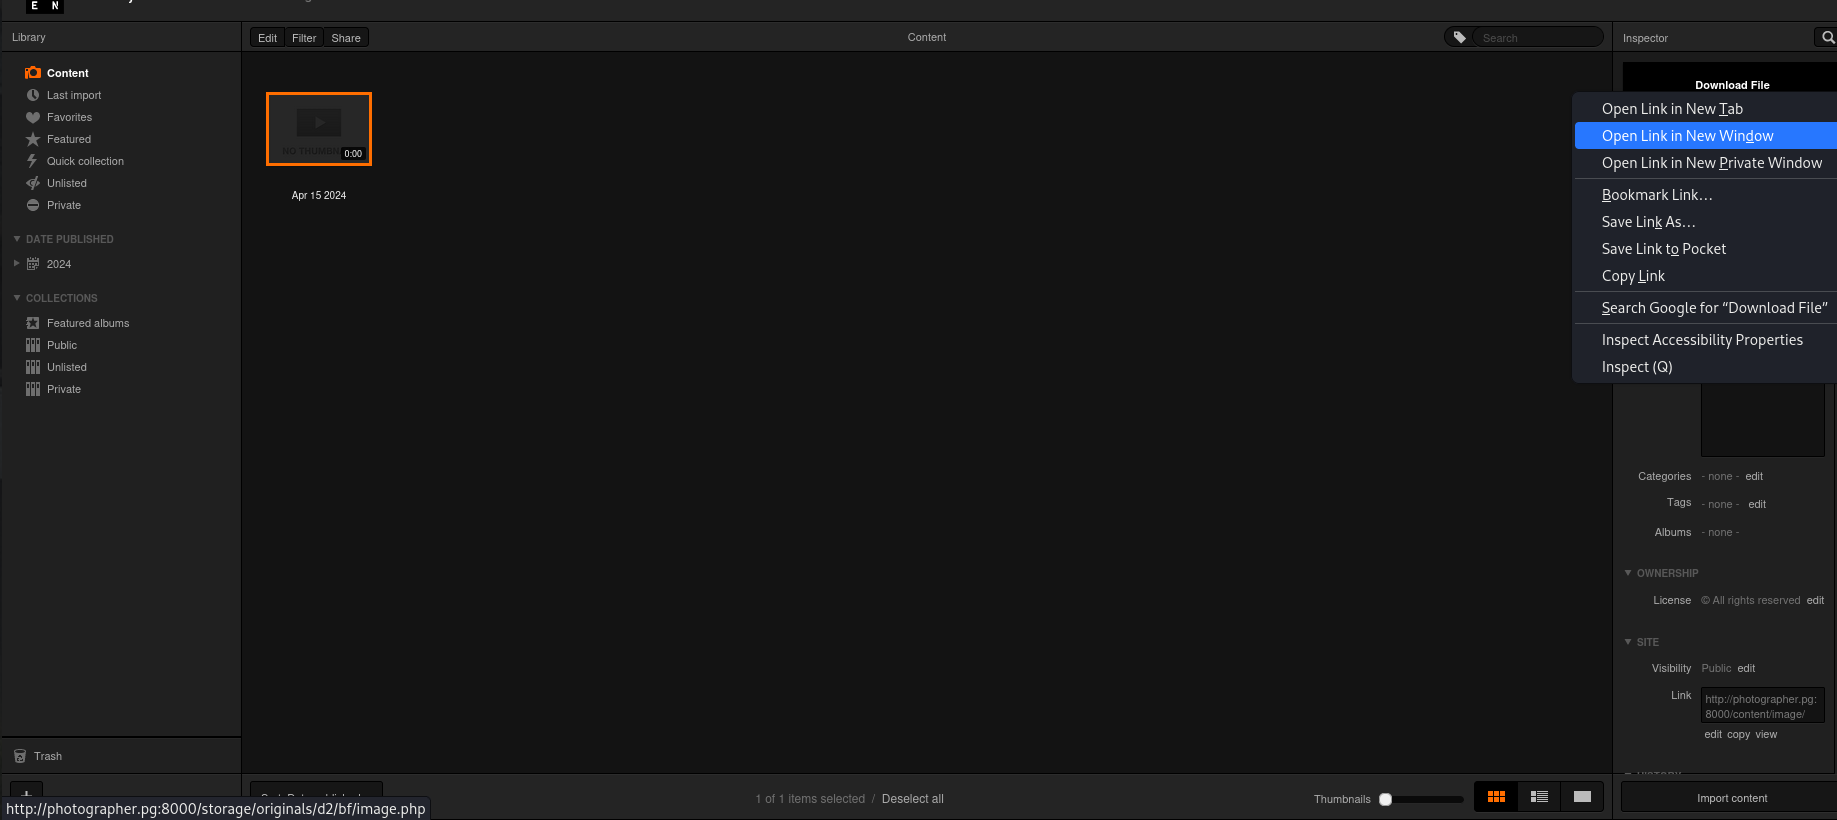 E N
Library
Edit Filter Share
Content
Search
Inspector
Content
Last import
Favorites
Featured
Quick collection
Unlisted
Private
DATE PUBLISHED
2024
COLLECTIONS
Featured albums
Public
Unlisted
Private
Trash
0:00
Apr 15 2024
Download File
Open Link in New Tab
Open Link in New Window
Open Link in New Private Window
Bookmark Link…
Save Link As…
Save Link to Pocket
Copy Link
Search Google for “Download File”
Inspect Accessibility Properties
Inspect (Q)
Categories - none - edit
Tags - none - edit
Albums - none -
OWNERSHIP
License © All rights reserved edit
SITE
Visibility Public edit
Link http://photographer.pg:
8000/content/image/
edit copy view
1 of 1 items selected / Deselect all
Thumbnails
Import content
http://photographer.pg:8000/storage/originals/d2/bf/image.php